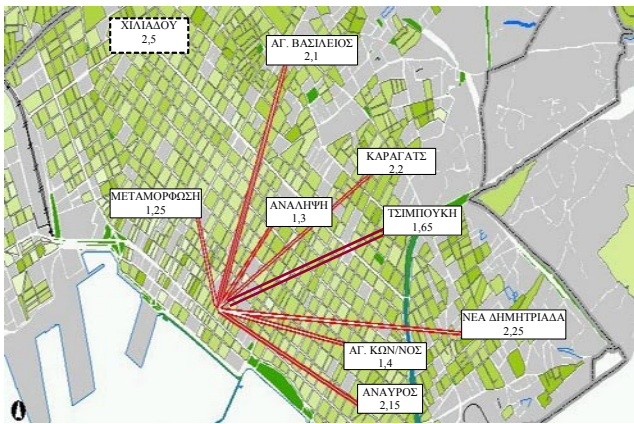 ΧΙΛΙΑΔΟΥ
2,5
ΑΓ. ΒΑΣΙΛΕΙΟΣ
2,1
ΚΑΡΑΓΑΤΣ
2,2
ΜΕΤΑΜΟΡΦΩΣΗ
1,25
ΑΝΑΛΗΨΗ
1,3
ΤΣΙΜΠΟΥΚΗ
1,65
ΝΕΑ ΔΗΜΗΤΡΙΑΔΑ
2,25
ΑΓ. ΚΩΝ/ΝΟΣ
1,4
ΑΝΑΥΡΟΣ
2,15